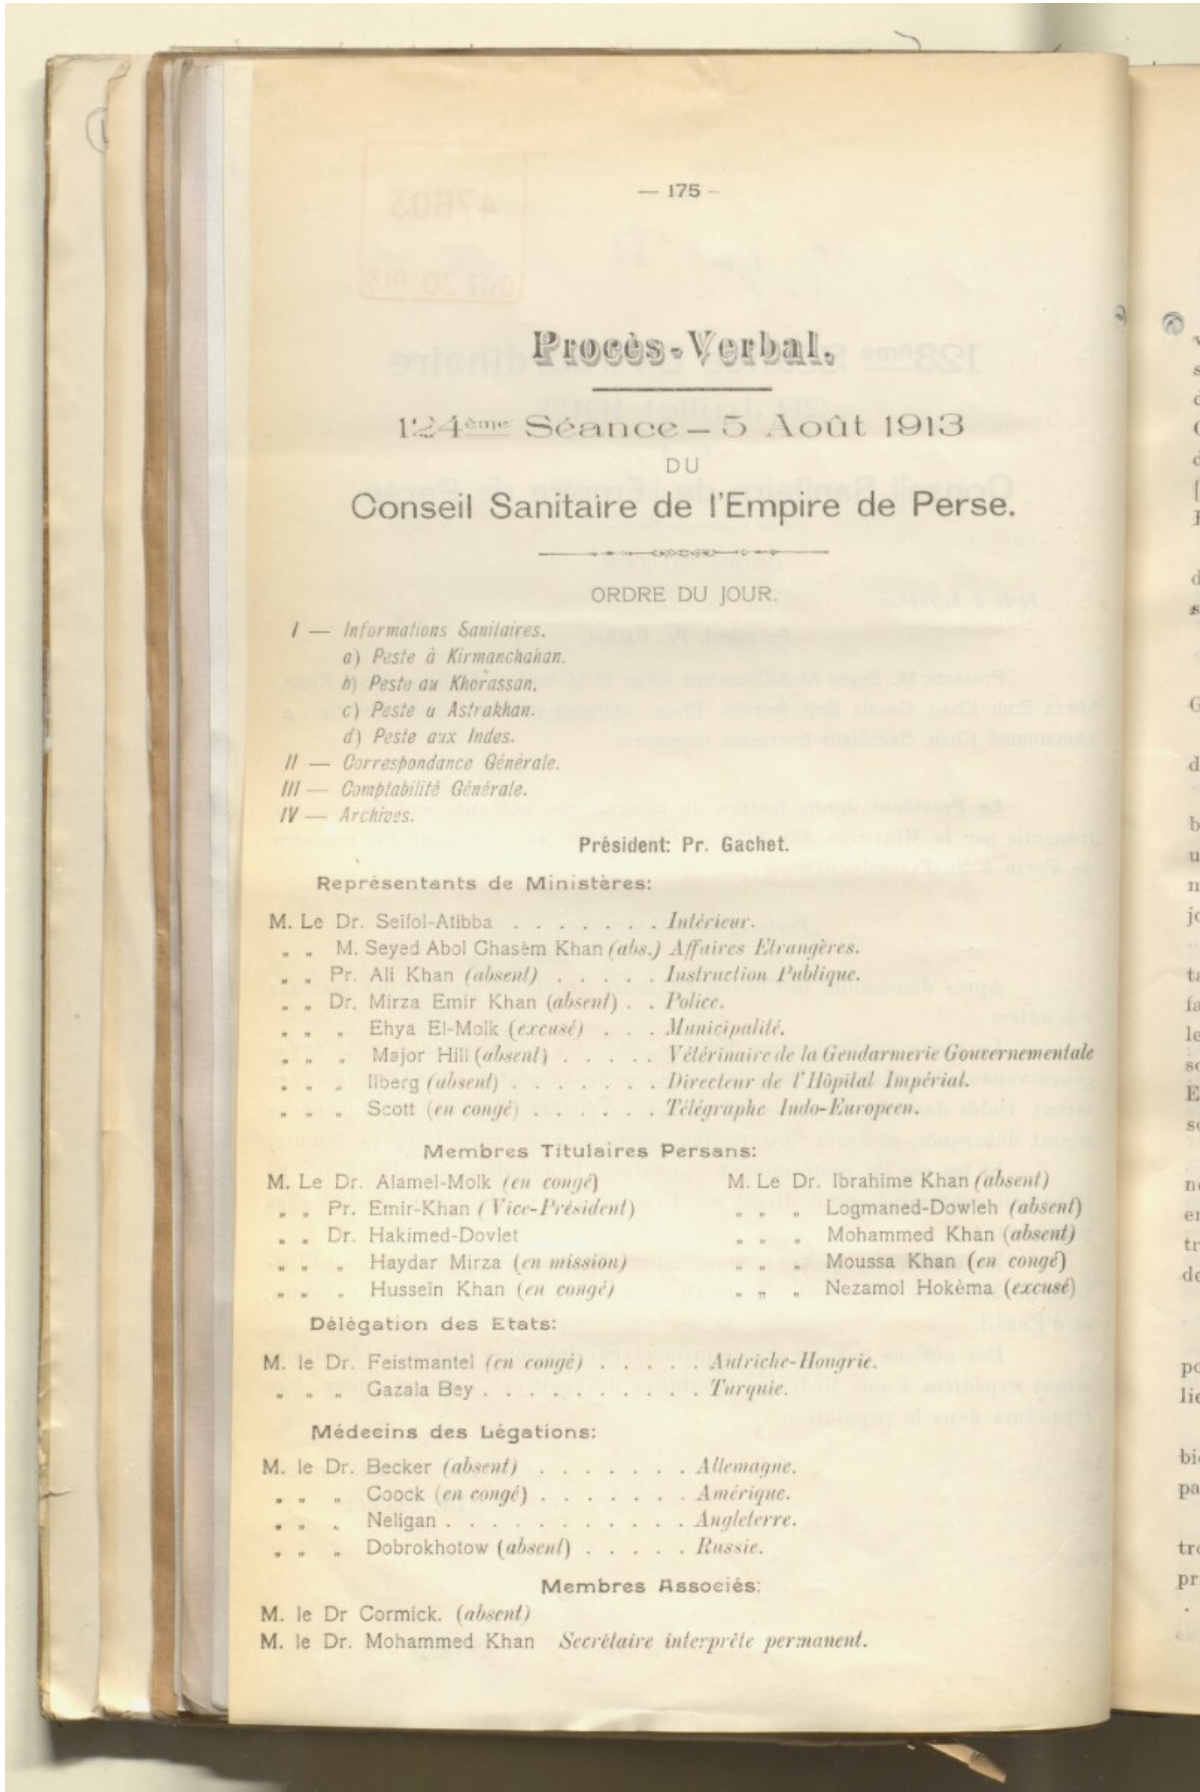 — 175 —
Procès-Verbal.
124ème Séance – 5 Août 1913
DU
Conseil Sanitaire de l'Empire de Perse.
ORDRE DU JOUR.
I — Informations Sanitaires.
a) Peste à Kirmanchahan.
b) Peste au Khorassan.
c) Peste a Astrakhan.
d) Peste aux Indes.
II — Correspondance Générale.
III — Comptabilité Générale.
IV — Archives.
Président: Pr. Gachet.
Représentants de Ministères:
M. Le Dr. Seïfol-Atibba . . . . . . . Intérieur.
„ „ M. Seyed Abol Ghasèm Khan (abs.) Affaires Etrangères.
„ „ Pr. Ali Khan (absent) . . . . . Instruction Publique.
„ „ Dr. Mirza Emir Khan (absent) . . Police.
„ „ „ Ehya El-Molk (excusé) . . . Municipalité.
„ „ „ Major Hill (absent) . . . . . Vétérinaire de la Gendarmerie Gouvernementale
„ „ „ Ilberg (absent) . . . . . . . Directeur de l'Hôpital Impérial.
„ „ „ Scott (en congé) . . . . . . Télégraphe Indo-Europeen.
Membres Titulaires Persans:
M. Le Dr. Alamel-Molk (en congé) M. Le Dr. Ibrahime Khan (absent)
„ „ Pr. Emir-Khan (Vice-Président) „ „ „ Logmaned-Dowleh (absent)
„ „ Dr. Hakimed-Dovlet „ „ „ Mohammed Khan (absent)
„ „ „ Haydar Mirza (en mission) „ „ „ Moussa Khan (en congé)
„ „ „ Husseïn Khan (en congé) „ „ „ Nezamol Hokèma (excusé)
Délégation des Etats:
M. le Dr. Feistmantel (en congé) . . . . . Autriche-Hongrie.
„ „ „ Gazala Bey . . . . . . . . . . Turquie.
Médecins des Légations:
M. le Dr. Becker (absent) . . . . . . . Allemagne.
„ „ „ Coock (en congé) . . . . . . . Amérique.
„ „ „ Neligan . . . . . . . . . . . Angleterre.
„ „ „ Dobrokhotow (absent) . . . . . Russie.
Membres Associés:
M. le Dr Cormick. (absent)
M. le Dr. Mohammed Khan Secrétaire interprète permanent.